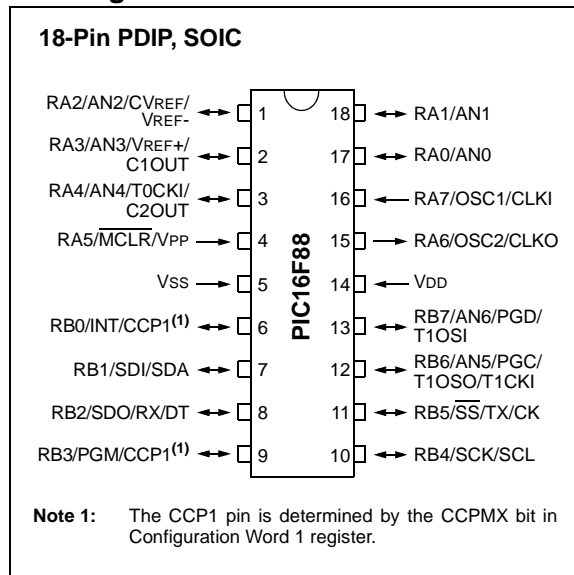 18-Pin PDIP, SOIC
RA2/AN2/CVREF/
VREF-
1
18
RA1/AN1
RA3/AN3/VREF+/
C1OUT
2
17
RA0/AN0
RA4/AN4/T0CKI/
C2OUT
3
16
RA7/OSC1/CLKI
RA5/MCLR/VPP
4
15
RA6/OSC2/CLKO
VSS
5
14
VDD
RB0/INT/CCP1(1)
6
13
RB7/AN6/PGD/
T1OSI
RB1/SDI/SDA
7
12
RB6/AN5/PGC/
T1OSO/T1CKI
RB2/SDO/RX/DT
8
11
RB5/SS/TX/CK
RB3/PGM/CCP1(1)
9
10
RB4/SCK/SCL
PIC16F88
Note 1: The CCP1 pin is determined by the CCPMX bit in
Configuration Word 1 register.